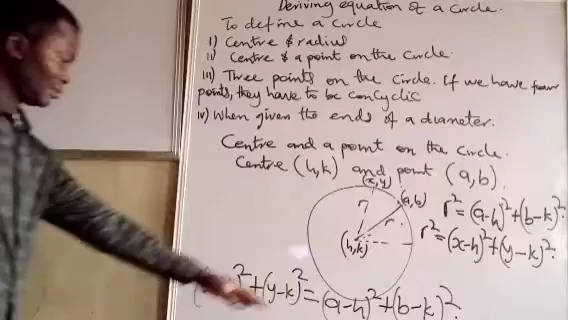 Deriving equation of a Circle.
To define a Circle
i) Centre & radius
ii) Centre & a point on the Circle.
iii) Three points on the Circle. If we have four
points, they have to be Concyclic
iv) When given the ends of a diameter.
Centre and a point on the Circle.
Centre (h,k) and point (a,b).
(x,y)
(a,b)
r
r
(h,k)
r²=(a-h)²+(b-k)².
r²=(x-h)²+(y-k)².
²+(y-k)²=(a-h)²+(b-k)².